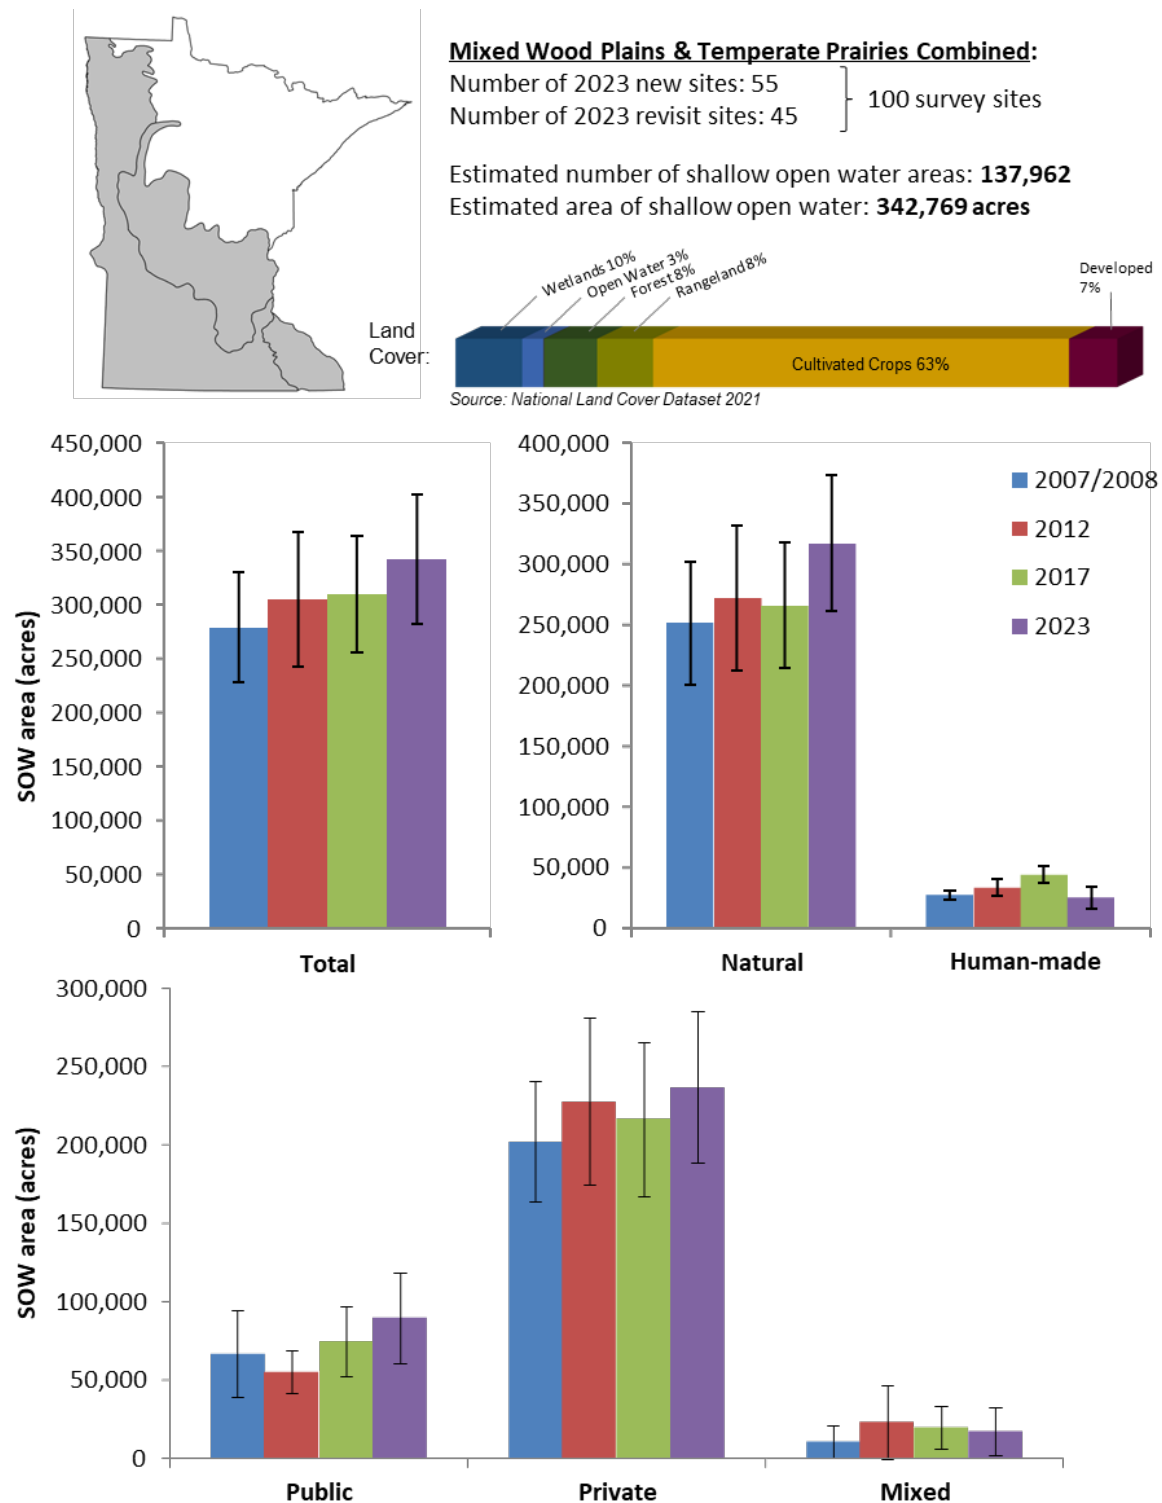 Mixed Wood Plains & Temperate Prairies Combined:
Number of 2023 new sites: 55
Number of 2023 revisit sites: 45
100 survey sites
Estimated number of shallow open water areas: 137,962
Estimated area of shallow open water: 342,769 acres
Wetlands 10%
Open Water 3%
Forest 8%
Rangeland 8%
Developed
7%
Land
Cover:
Cultivated Crops 63%
Source: National Land Cover Dataset 2021
SOW area (acres)
450,000
400,000
350,000
300,000
250,000
200,000
150,000
100,000
50,000
0
Total
400,000
350,000
300,000
250,000
200,000
150,000
100,000
50,000
0
2007/2008
2012
2017
2023
Natural
Human-made
SOW area (acres)
300,000
250,000
200,000
150,000
100,000
50,000
0
Public
Private
Mixed